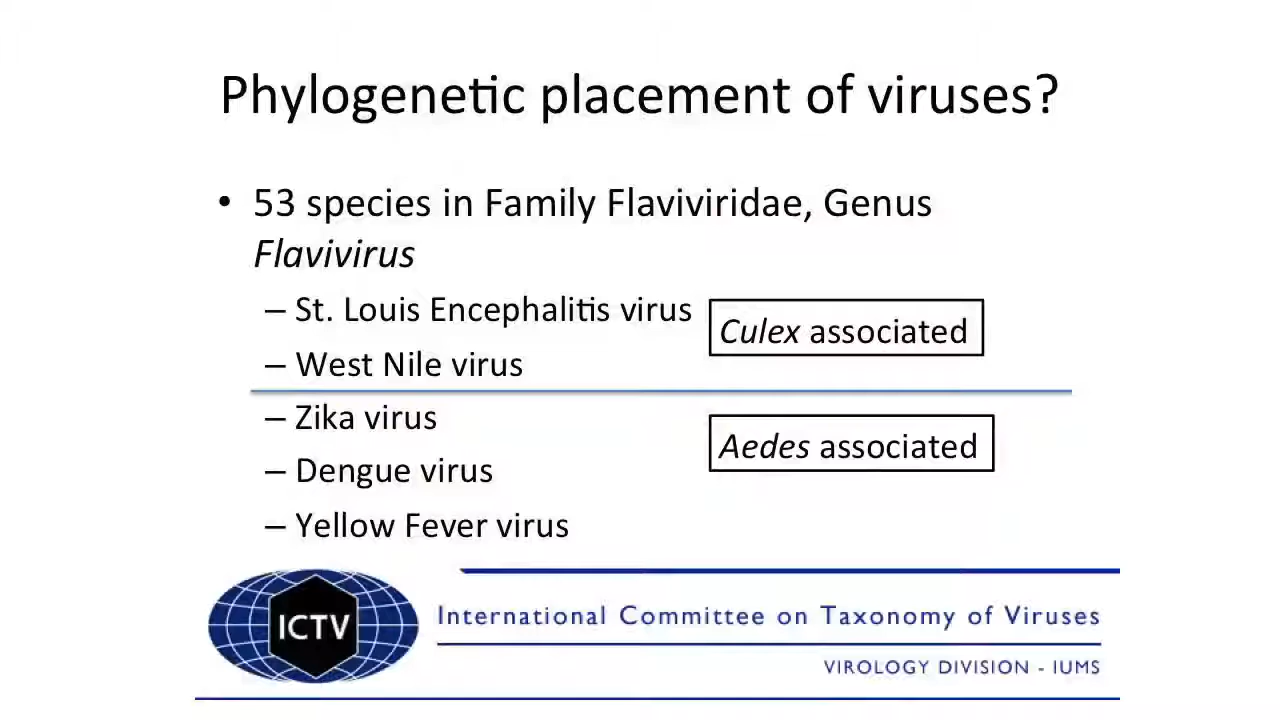 Phylogenetic placement of viruses?
• 53 species in Family Flaviviridae, Genus
Flavivirus
– St. Louis Encephalitis virus
Culex associated
– West Nile virus
– Zika virus
Aedes associated
– Dengue virus
– Yellow Fever virus
ICTV
International Committee on Taxonomy of Viruses
VIROLOGY DIVISION - IUMS